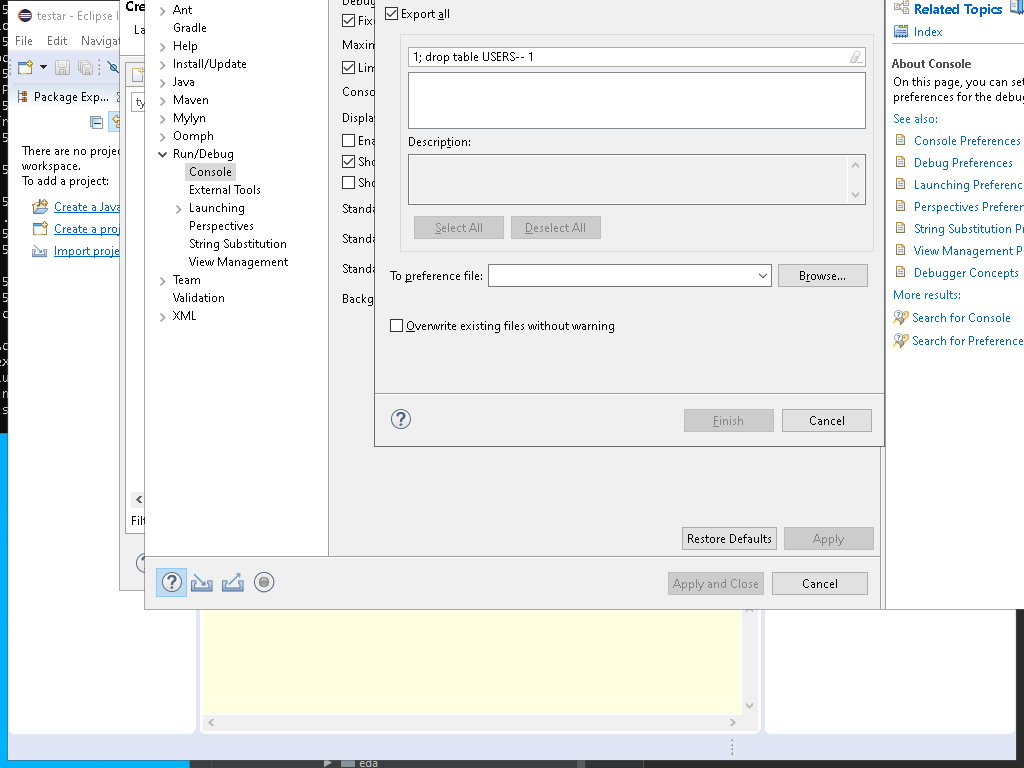 testar - Eclipse I
File Edit Navigat
Package Exp...
There are no projec
workspace.
To add a project:
Create a Java
Create a proj
Import proje
Cre
La
ty
Filt
Ant
Gradle
Help
Install/Update
Java
Maven
Mylyn
Oomph
Run/Debug
Console
External Tools
Launching
Perspectives
String Substitution
View Management
Team
Validation
XML
Debug
Fixe
Maxim
Lim
Conso
Display
Ena
Sho
Sho
Standa
Standa
Standa
Backg
Export all
1; drop table USERS-- 1
Description:
Select All Deselect All
To preference file: Browse...
Overwrite existing files without warning
Finish Cancel
Restore Defaults Apply
Apply and Close Cancel
Related Topics
Index
About Console
On this page, you can set
preferences for the debug
See also:
Console Preferences
Debug Preferences
Launching Preferenc
Perspectives Preferen
String Substitution Pr
View Management P
Debugger Concepts
More results:
Search for Console
Search for Preference
eda